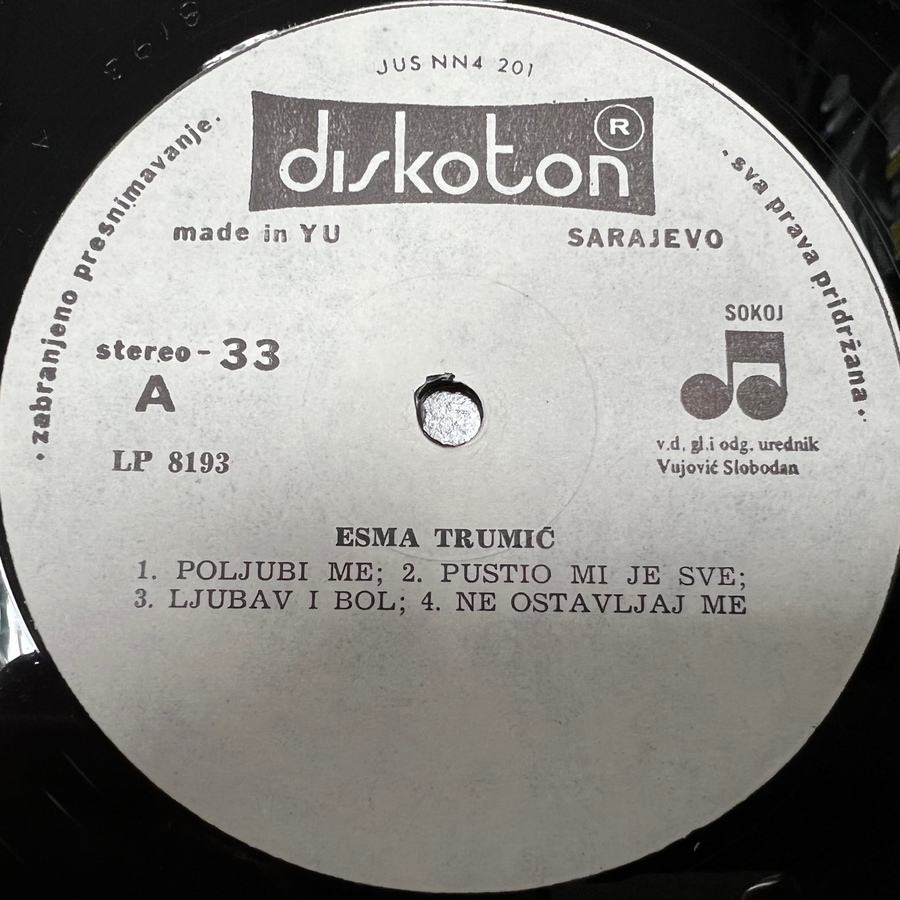 JUS NN4 201
diskoton ®
made in YU
SARAJEVO
• zabranjeno presnimavanje.
• sva prava pridržana •
stereo - 33
A
LP 8193
SOKOJ
v.d. gl.i odg. urednik
Vujović Slobodan
ESMA TRUMIĆ
1. POLJUBI ME; 2. PUSTIO MI JE SVE;
3. LJUBAV I BOL; 4. NE OSTAVLJAJ ME